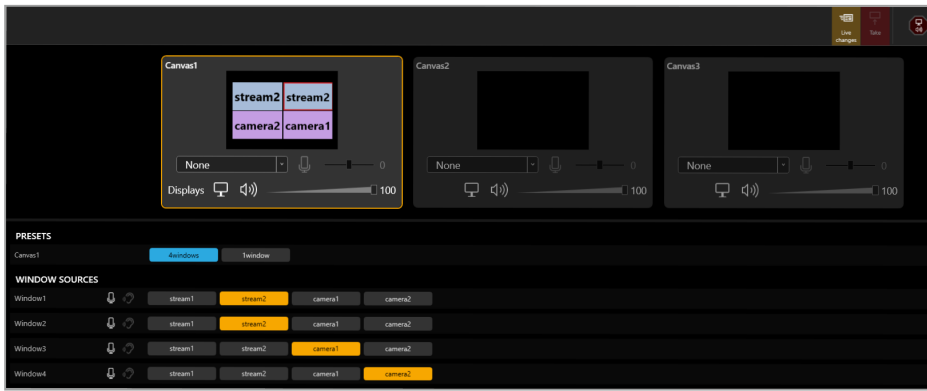 Live changes
Take
Canvas1
Canvas2
Canvas3
stream2 stream2
camera2 camera1
None 0
None 0
None 0
Displays 100
100
100
PRESETS
Canvas1 4windows 1window
WINDOW SOURCES
Window1 stream1 stream2 camera1 camera2
Window2 stream1 stream2 camera1 camera2
Window3 stream1 stream2 camera1 camera2
Window4 stream1 stream2 camera1 camera2